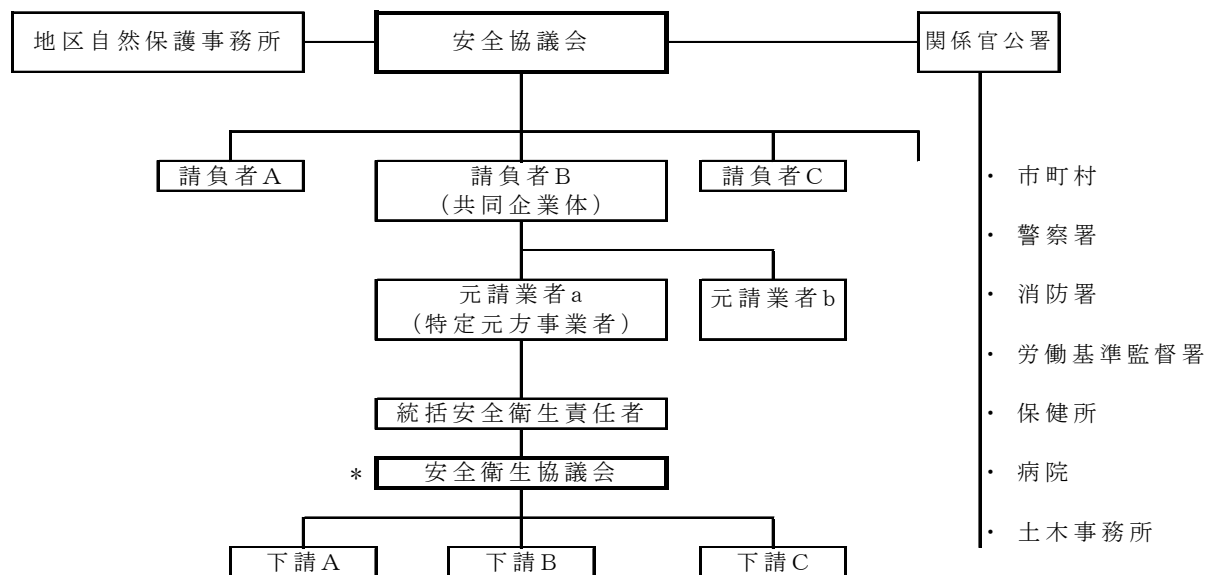 地区自然保護事務所
安全協議会
関係官公署
請負者A
請負者B
（共同企業体）
請負者C
・ 市町村
・ 警察署
・ 消防署
・ 労働基準監督署
・ 保健所
・ 病院
・ 土木事務所
元請業者a
（特定元方事業者）
元請業者b
統括安全衛生責任者
* 安全衛生協議会
下請A
下請B
下請C